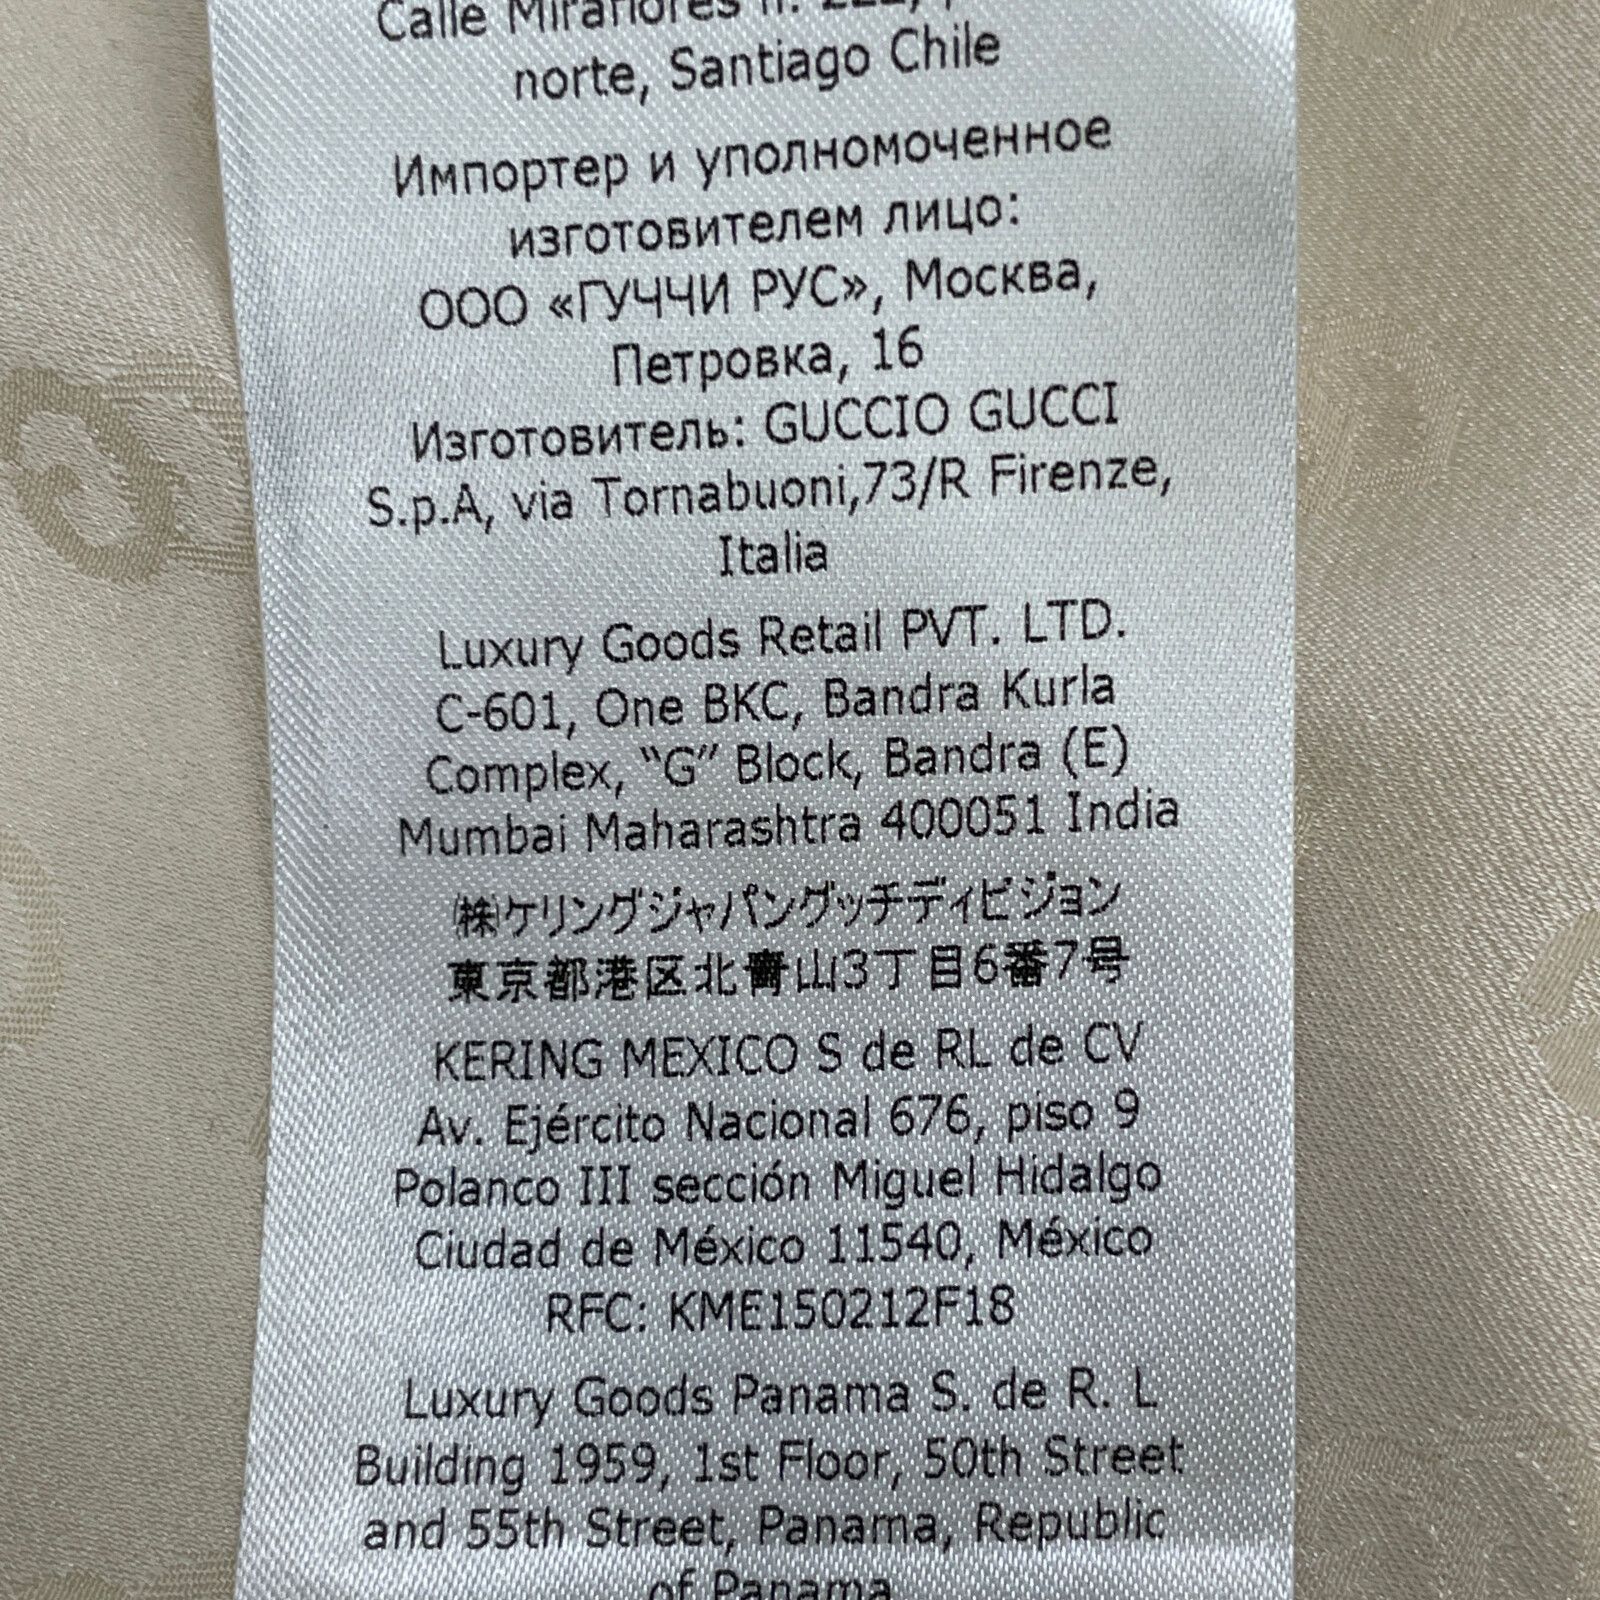 Calle Miraflores n. 222,
norte, Santiago Chile
Импортер и уполномоченное
изготовителем лицо:
ООО «ГУЧЧИ РУС», Москва,
Петровка, 16
Изготовитель: GUCCIO GUCCI
S.p.A, via Tornabuoni,73/R Firenze,
Italia
Luxury Goods Retail PVT. LTD.
C-601, One BKC, Bandra Kurla
Complex, “G” Block, Bandra (E)
Mumbai Maharashtra 400051 India
㈱ケリングジャパングッチディビジョン
東京都港区北青山3丁目6番7号
KERING MEXICO S de RL de CV
Av. Ejército Nacional 676, piso 9
Polanco III sección Miguel Hidalgo
Ciudad de México 11540, México
RFC: KME150212F18
Luxury Goods Panama S. de R. L
Building 1959, 1st Floor, 50th Street
and 55th Street, Panama, Republic
of Panama